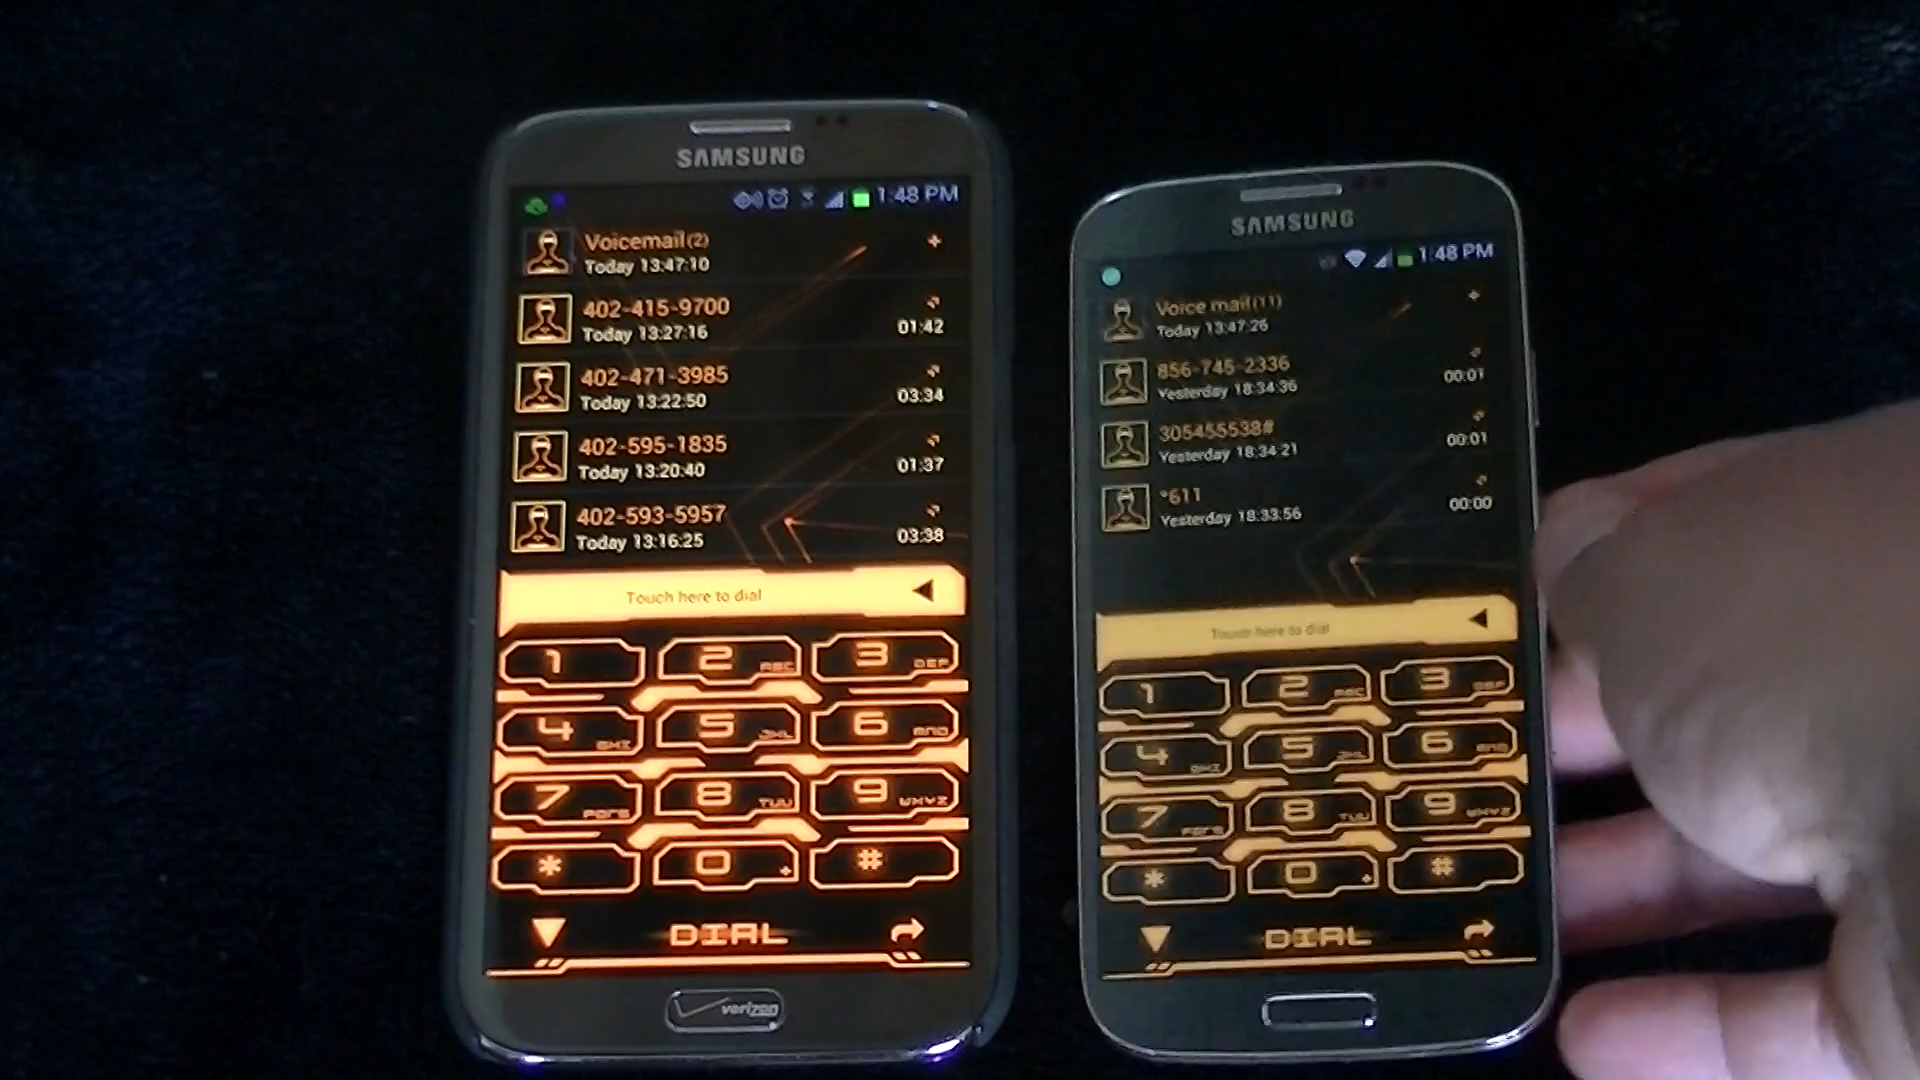 SAMSUNG
1:48 PM
Voicemail(2)
Today 13:47:10
402-415-9700
Today 13:27:16
01:42
402-471-3985
Today 13:22:50
03:34
402-595-1835
Today 13:20:40
01:37
402-593-5957
Today 13:16:25
03:38
Touch here to dial
1
2 ABC
3 DEF
4 GHI
5 JKL
6 MNO
7 PQRS
8 TUV
9 WXYZ
*
0 +
#
DIAL
verizon
SAMSUNG
1:48 PM
Voice mail(11)
Today 13:47:26
856-745-2336
Yesterday 18:34:36
00:01
305455538#
Yesterday 18:34:21
00:01
*611
Yesterday 18:33:56
00:00
Touch here to dial
1
2 ABC
3 DEF
4 GHI
5 JKL
6 MNO
7 PQRS
8 TUV
9 WXYZ
*
0 +
#
DIAL